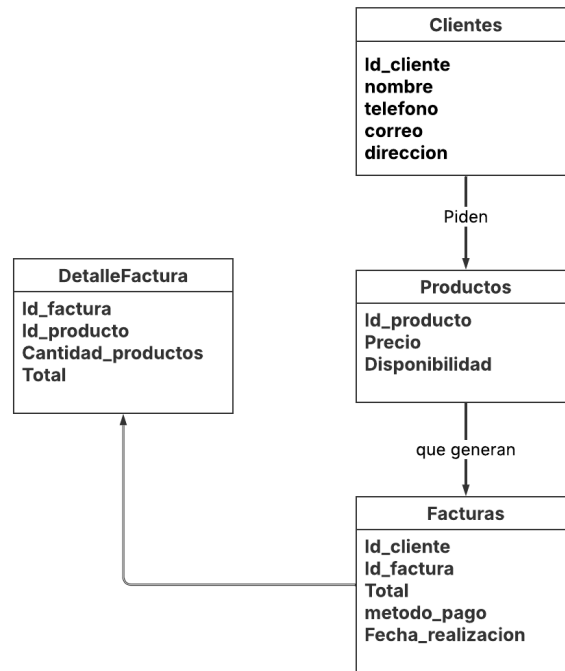 Clientes
Id_cliente
nombre
telefono
correo
direccion
Piden
DetalleFactura
Id_factura
Id_producto
Cantidad_productos
Total
Productos
Id_producto
Precio
Disponibilidad
que generan
Facturas
Id_cliente
Id_factura
Total
metodo_pago
Fecha_realizacion